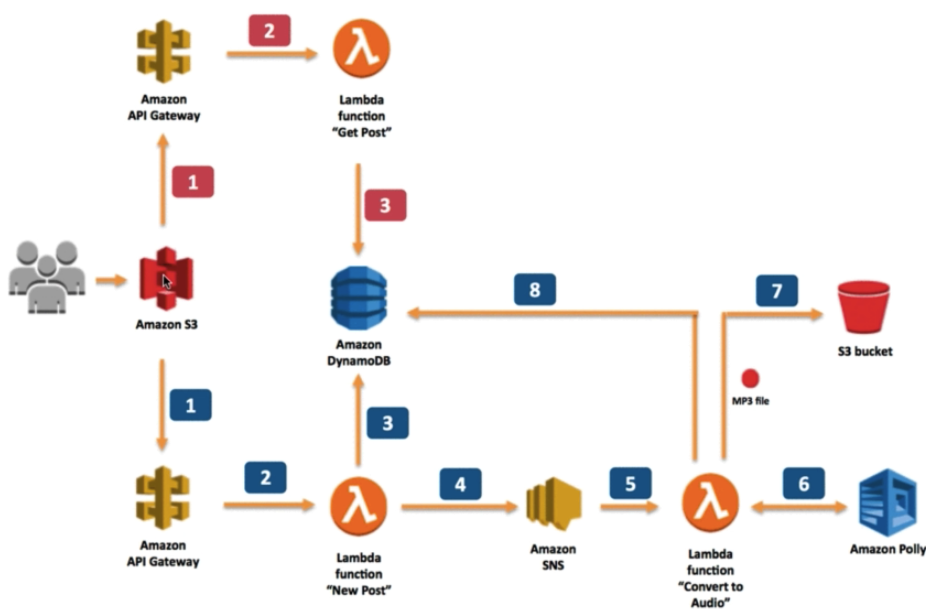 2
Amazon
API Gateway
Lambda
function
“Get Post”
1
3
Amazon S3
8
7
Amazon
DynamoDB
S3 bucket
MP3 file
1
3
2
4
5
6
Amazon
API Gateway
Lambda
function
“New Post”
Amazon
SNS
Lambda
function
“Convert to
Audio”
Amazon Polly